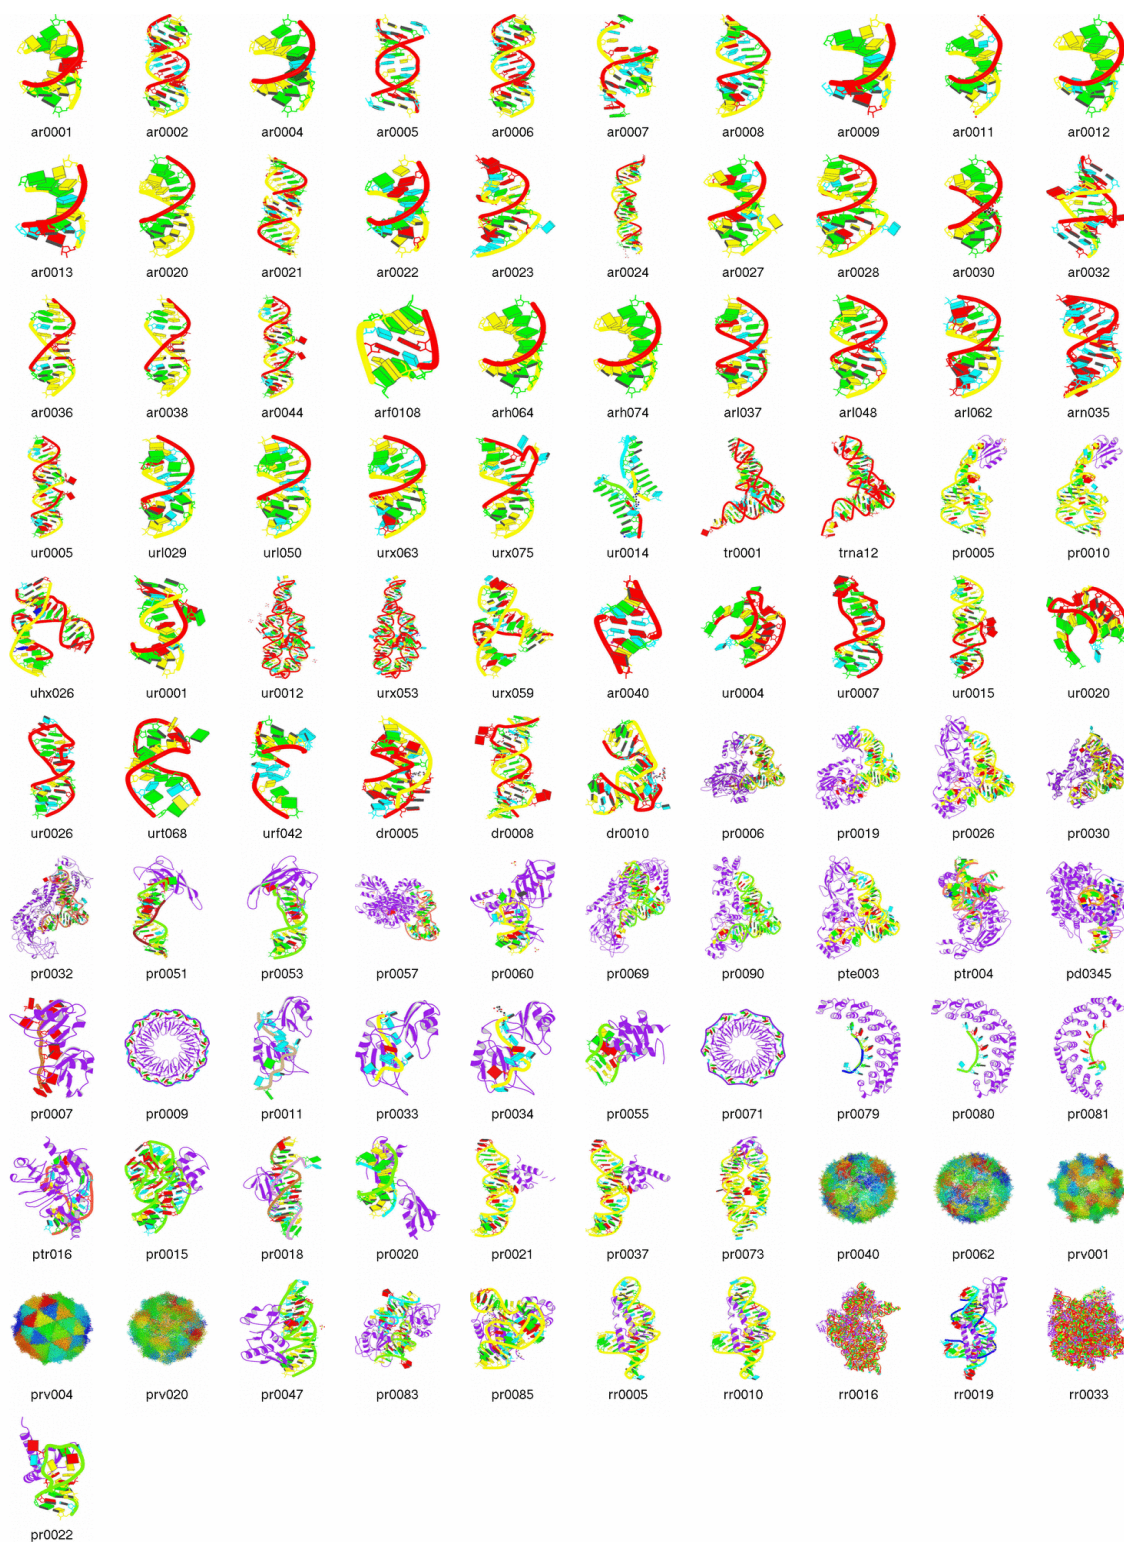 ar0001 ar0002 ar0004 ar0005 ar0006 ar0007 ar0008 ar0009 ar0011 ar0012
ar0013 ar0020 ar0021 ar0022 ar0023 ar0024 ar0027 ar0028 ar0030 ar0032
ar0036 ar0038 ar0044 arf0108 arh064 arh074 arl037 arl048 arl062 arn035
ur0005 url029 url050 urx063 urx075 ur0014 tr0001 trna12 pr0005 pr0010
uhx026 ur0001 ur0012 urx053 urx059 ar0040 ur0004 ur0007 ur0015 ur0020
ur0026 urt068 urf042 dr0005 dr0008 dr0010 pr0006 pr0019 pr0026 pr0030
pr0032 pr0051 pr0053 pr0057 pr0060 pr0069 pr0090 pte003 ptr004 pd0345
pr0007 pr0009 pr0011 pr0033 pr0034 pr0055 pr0071 pr0079 pr0080 pr0081
ptr016 pr0015 pr0018 pr0020 pr0021 pr0037 pr0073 pr0040 pr0062 prv001
prv004 prv020 pr0047 pr0083 pr0085 rr0005 rr0010 rr0016 rr0019 rr0033
pr0022